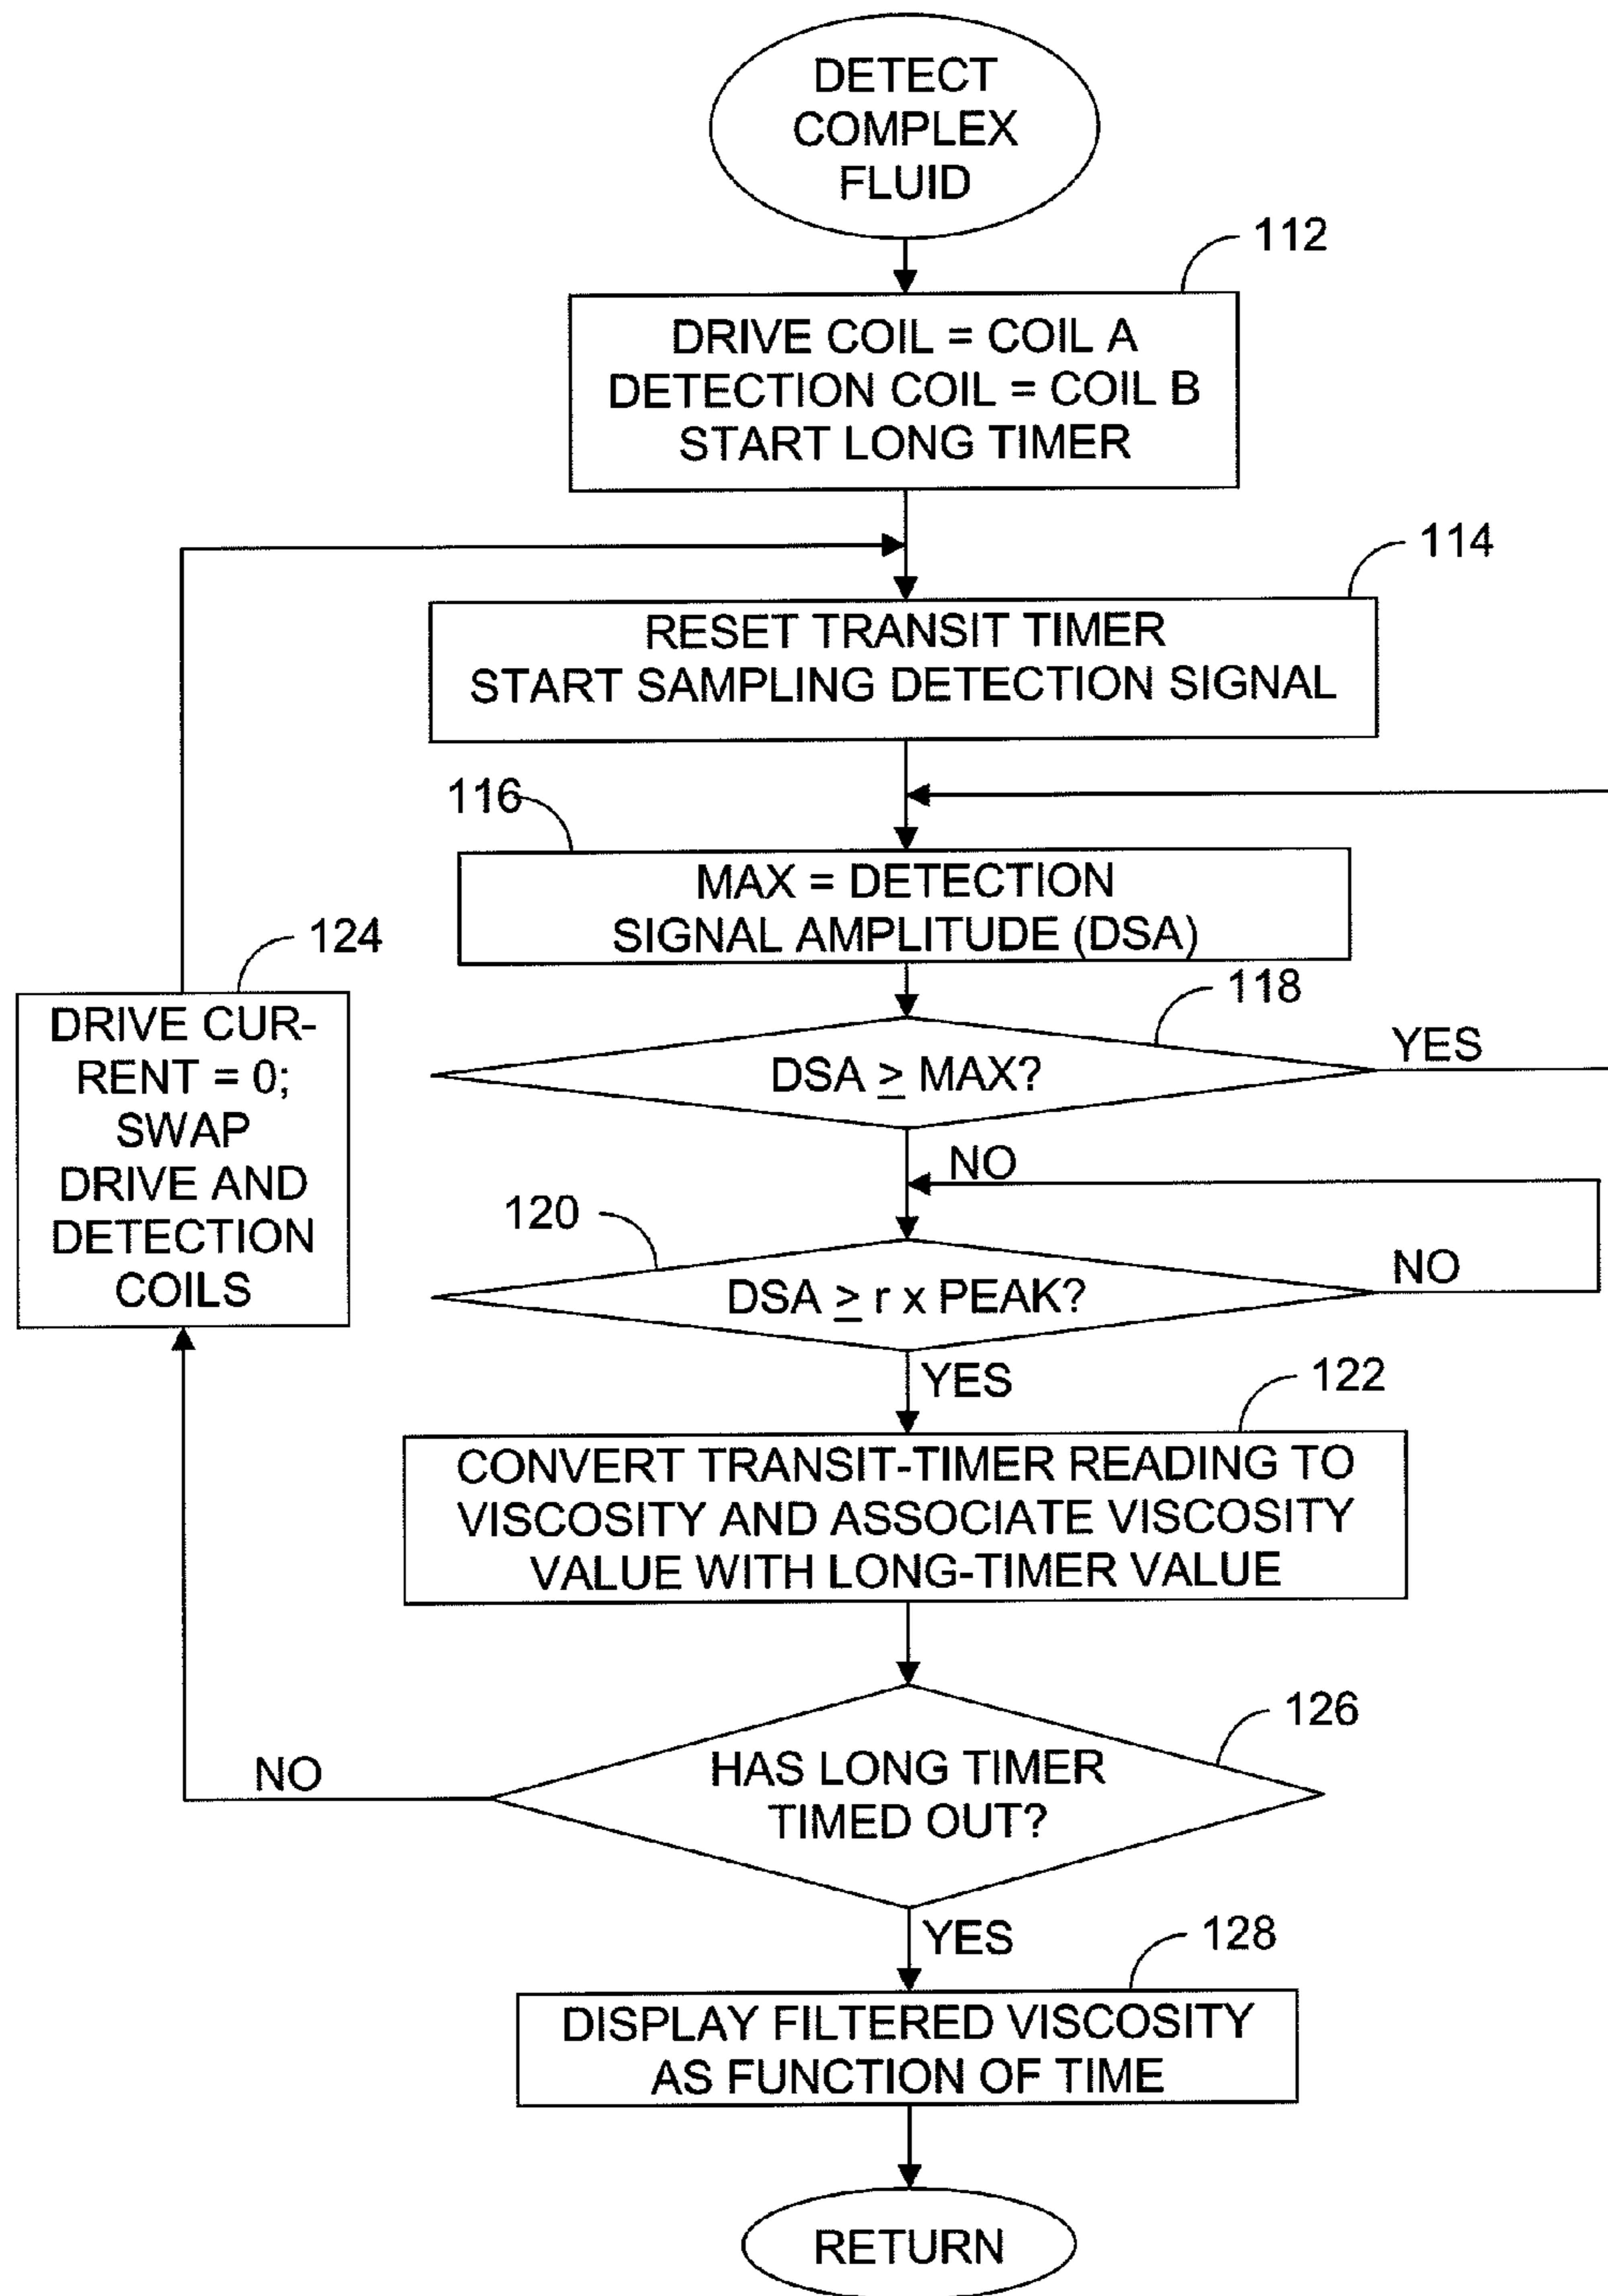 DETECT
COMPLEX
FLUID
112
DRIVE COIL = COIL A
DETECTION COIL = COIL B
START LONG TIMER
114
RESET TRANSIT TIMER
START SAMPLING DETECTION SIGNAL
116
MAX = DETECTION
SIGNAL AMPLITUDE (DSA)
124
DRIVE CUR-
RENT = 0;
SWAP
DRIVE AND
DETECTION
COILS
118
DSA ≥ MAX?
YES
NO
120
DSA ≥ r x PEAK?
NO
YES
122
CONVERT TRANSIT-TIMER READING TO
VISCOSITY AND ASSOCIATE VISCOSITY
VALUE WITH LONG-TIMER VALUE
126
HAS LONG TIMER
TIMED OUT?
NO
YES
128
DISPLAY FILTERED VISCOSITY
AS FUNCTION OF TIME
RETURN